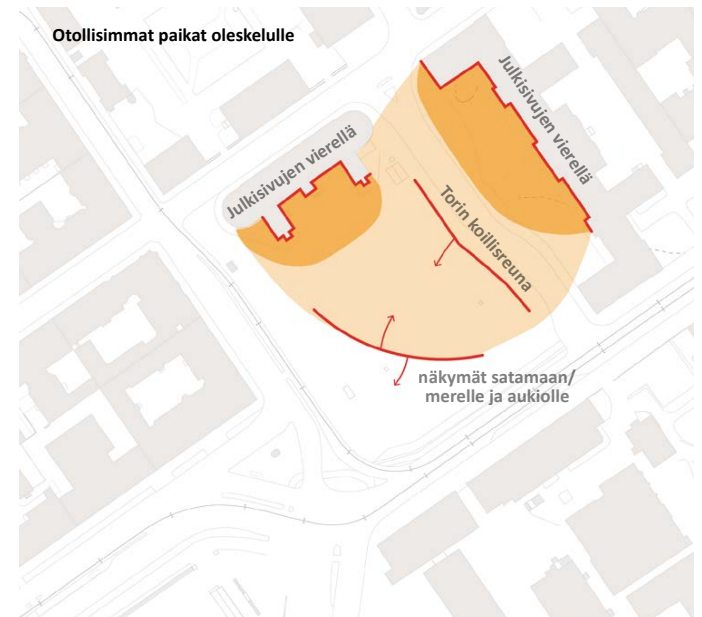 Otollisimmat paikat oleskelulle
Julkisivujen vierellä
Julkisivujen vierellä
Torin koillisreuna
näkymät satamaan/
merelle ja aukiolle